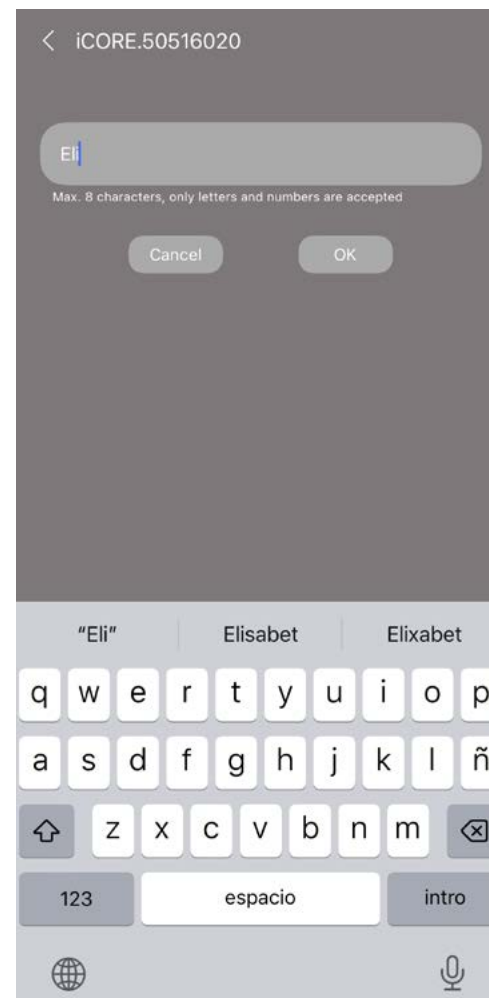 iCORE.50516020
Eli
Max. 8 characters, only letters and numbers are accepted
Cancel OK
“Eli” Elisabet Elixabet
q w e r t y u i o p
a s d f g h j k l ñ
z x c v b n m
123 espacio intro